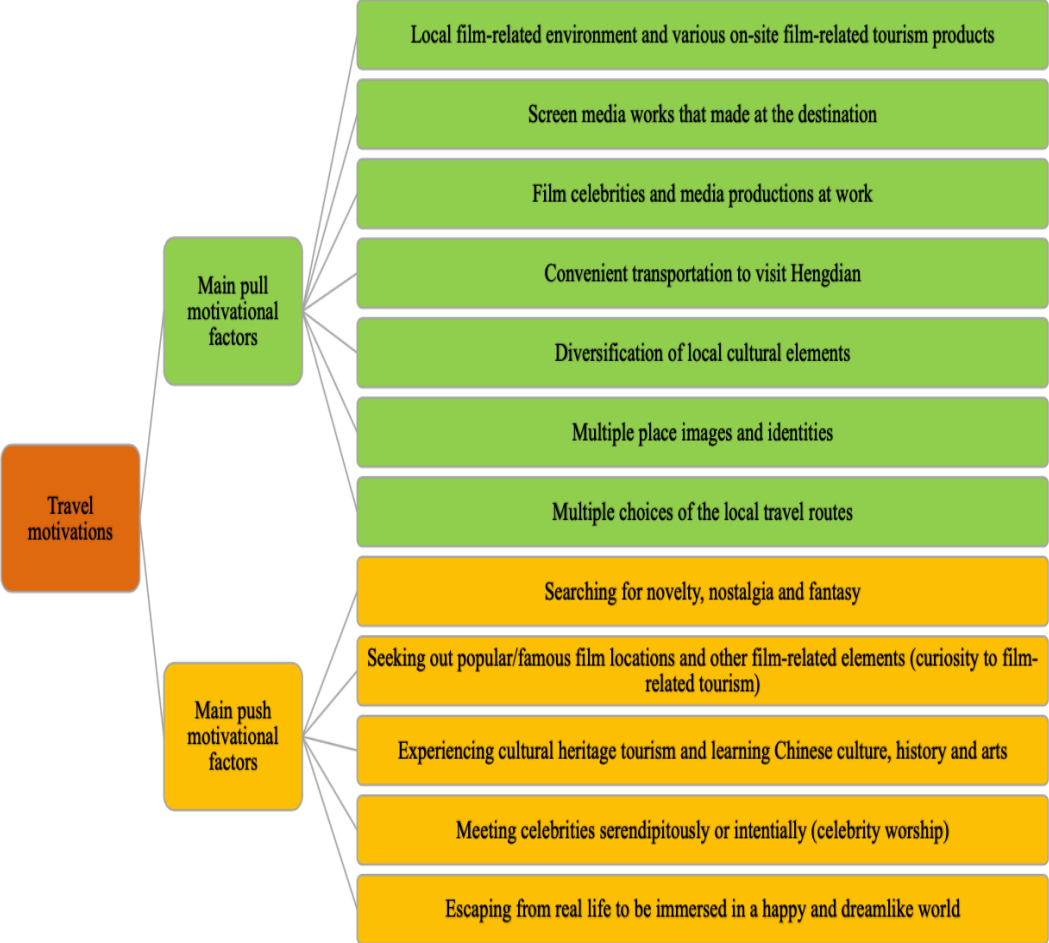 Local film-related environment and various on-site film-related tourism products
Screen media works that made at the destination
Film celebrities and media productions at work
Main pull
motivational
factors
Convenient transportation to visit Hengdian
Diversification of local cultural elements
Multiple place images and identities
Multiple choices of the local travel routes
Travel
motivations
Searching for novelty, nostalgia and fantasy
Seeking out popular/famous film locations and other film-related elements (curiosity to film-
related tourism)
Main push
motivational
factors
Experiencing cultural heritage tourism and learning Chinese culture, history and arts
Meeting celebrities serendipitously or intentially (celebrity worship)
Escaping from real life to be immersed in a happy and dreamlike world